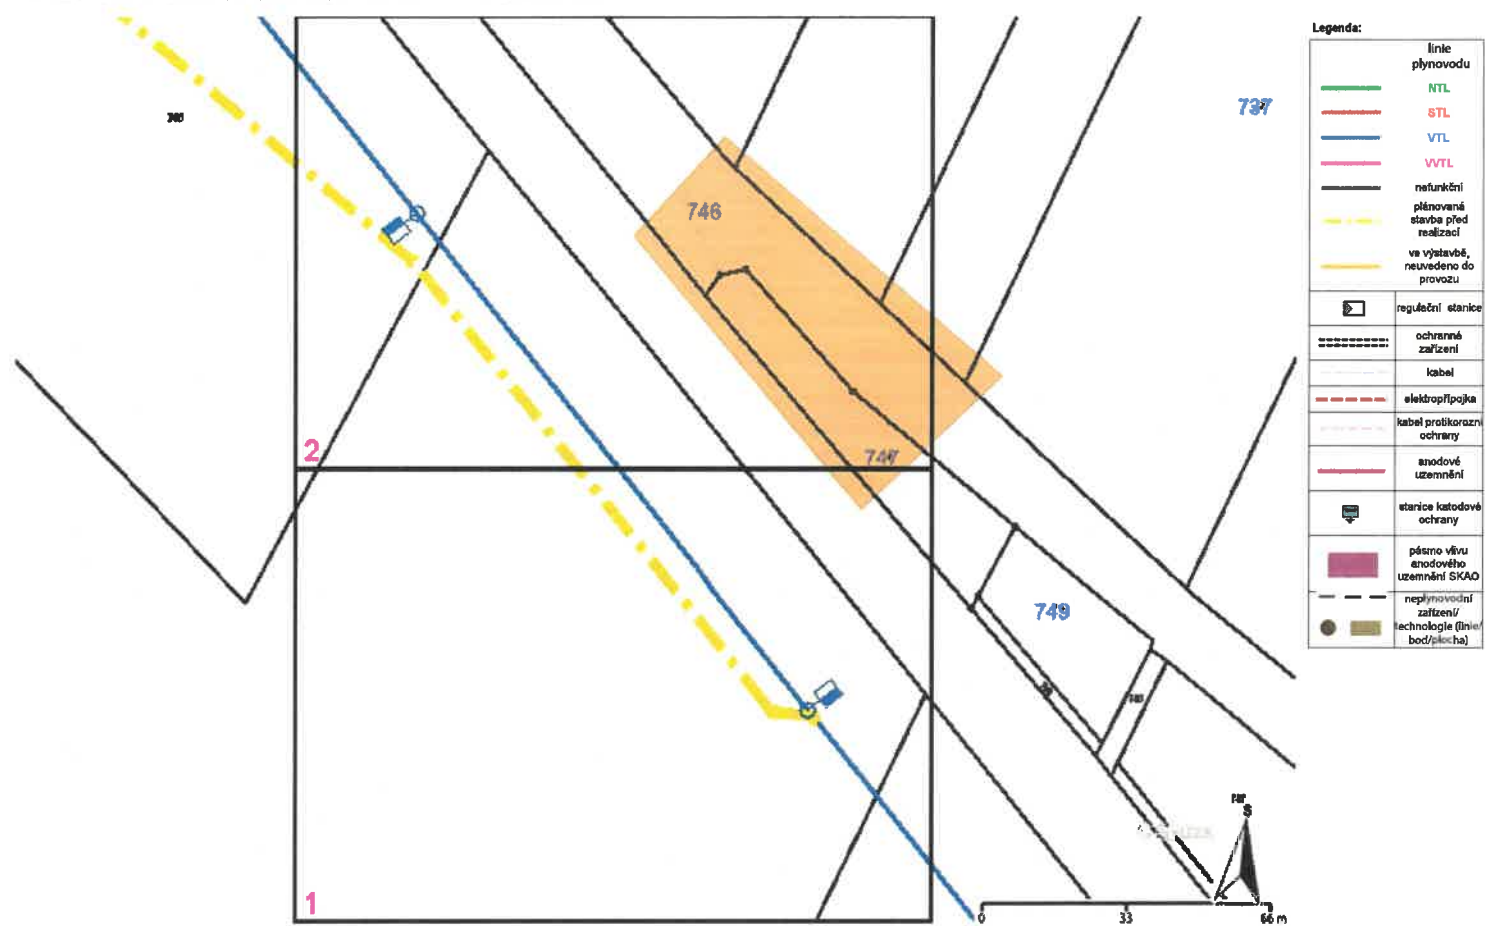 737
746
2
747
749
1
S
0 33 66 m
Legenda:
linie
plynovodu
NTL
STL
VTL
VVTL
nefunkční
plánovaná
stavba před
realizací
ve výstavbě,
neuvedeno do
provozu
regulační stanice
ochranné
zařízení
kabel
elektropřípojka
kabel protikorozní
ochrany
anodové
uzemnění
stanice katodové
ochrany
pásmo vlivu
anodového
uzemnění SKAO
neplynovodní
zařízení/
technologie (linie/
bod/plocha)